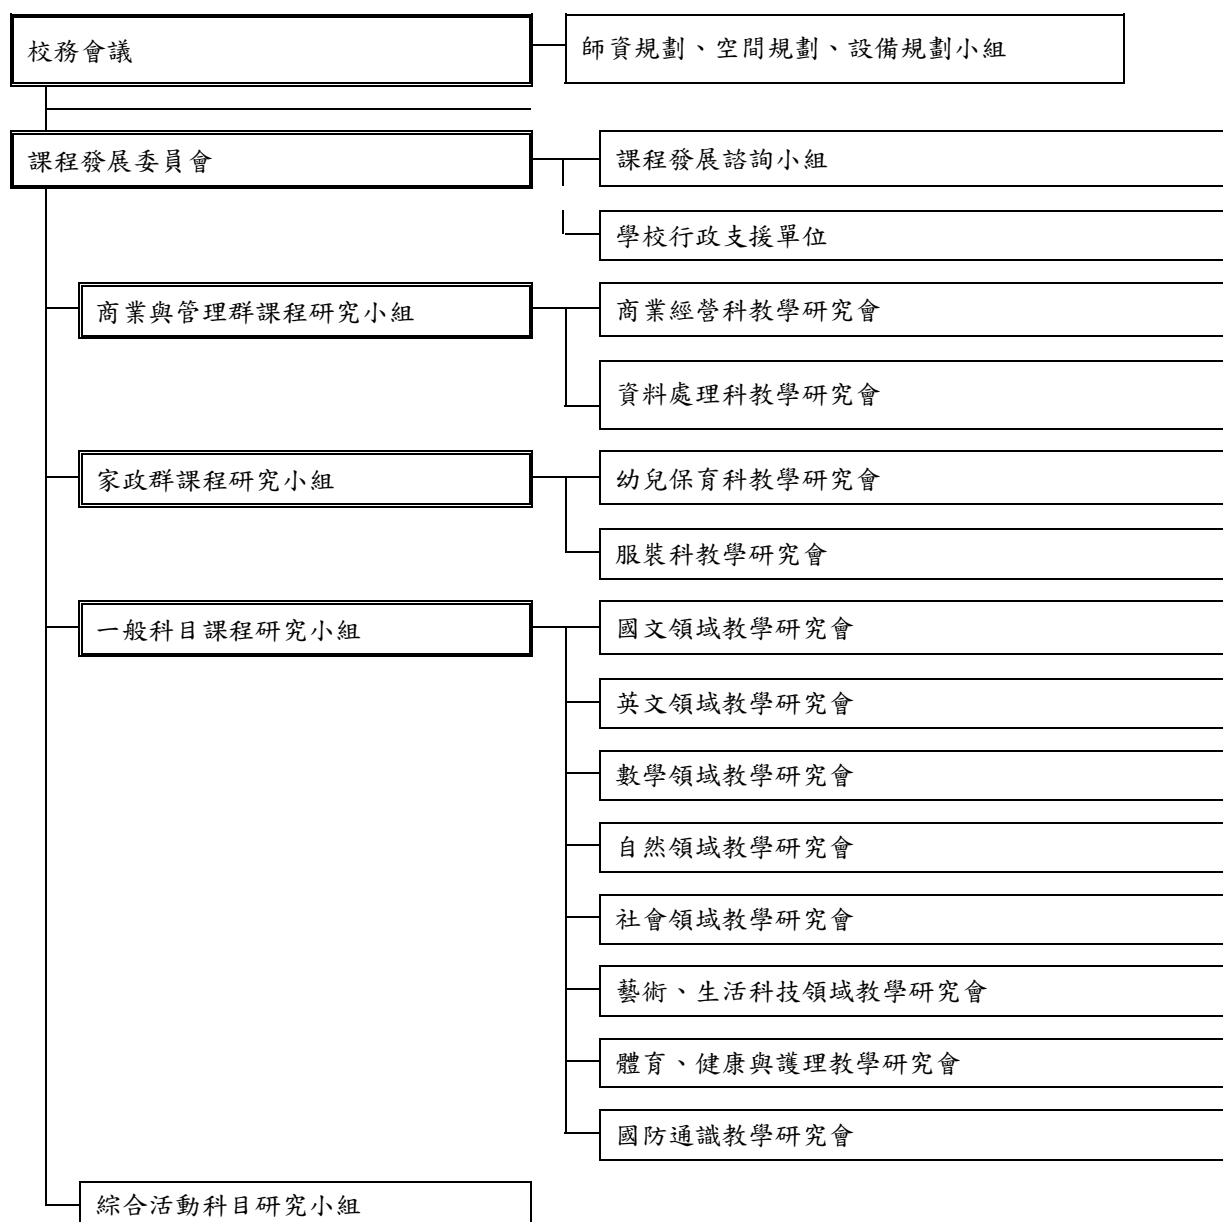 校務會議
師資規劃、空間規劃、設備規劃小組
課程發展委員會
課程發展諮詢小組
學校行政支援單位
商業與管理群課程研究小組
商業經營科教學研究會
資料處理科教學研究會
家政群課程研究小組
幼兒保育科教學研究會
服裝科教學研究會
一般科目課程研究小組
國文領域教學研究會
英文領域教學研究會
數學領域教學研究會
自然領域教學研究會
社會領域教學研究會
藝術、生活科技領域教學研究會
體育、健康與護理教學研究會
國防通識教學研究會
綜合活動科目研究小組